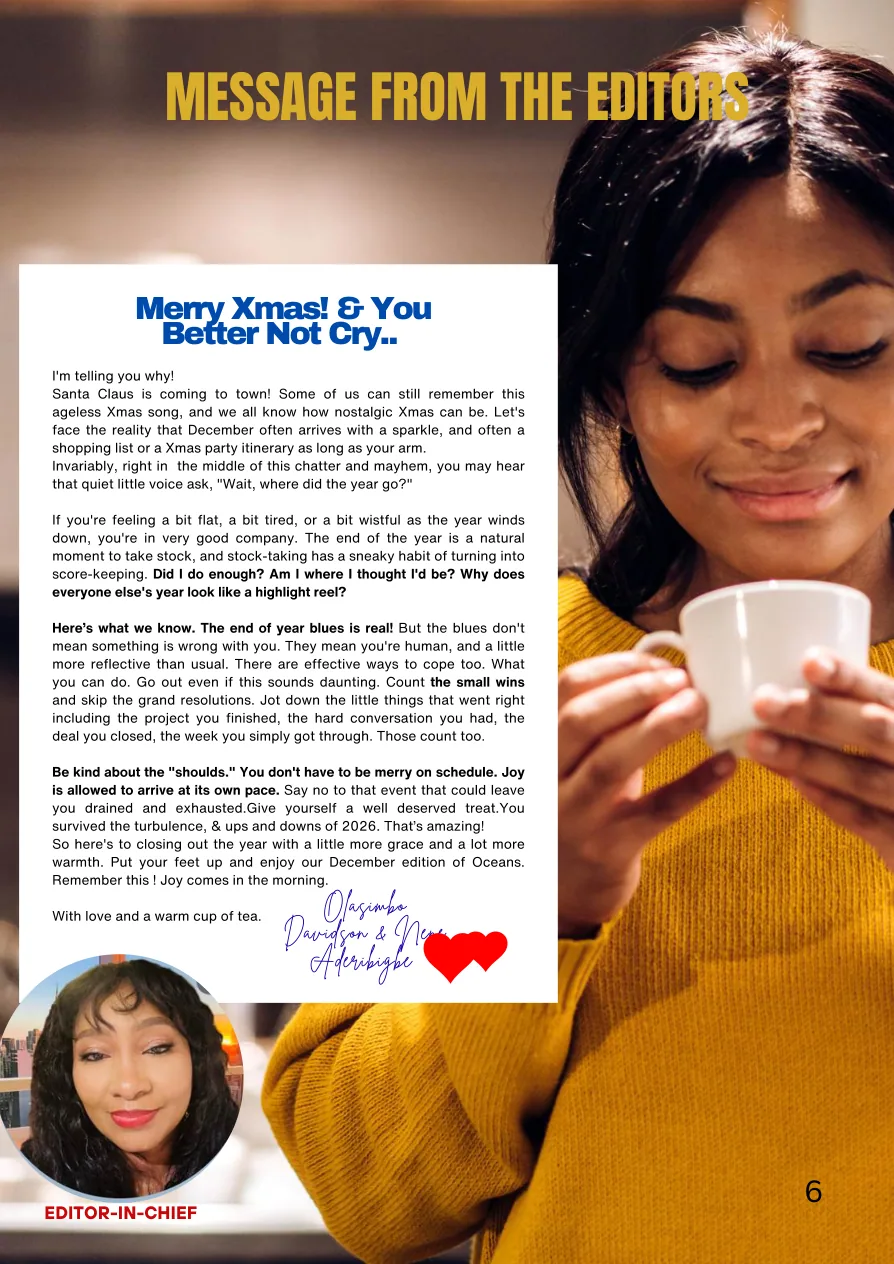 MESSAGE FROM THE EDITORS
Merry Xmas! & You
Better Not Cry..
I'm telling you why!
Santa Claus is coming to town! Some of us can still remember this
ageless Xmas song, and we all know how nostalgic Xmas can be. Let's
face the reality that December often arrives with a sparkle, and often a
shopping list or a Xmas party itinerary as long as your arm.
Invariably, right in  the middle of this chatter and mayhem, you may hear
that quiet little voice ask, "Wait, where did the year go?"
If you're feeling a bit flat, a bit tired, or a bit wistful as the year winds
down, you're in very good company. The end of the year is a natural
moment to take stock, and stock-taking has a sneaky habit of turning into
score-keeping. Did I do enough? Am I where I thought I'd be? Why does
everyone else's year look like a highlight reel?
Here’s what we know. The end of year blues is real! But the blues don't
mean something is wrong with you. They mean you're human, and a little
more reflective than usual. There are effective ways to cope too. What
you can do. Go out even if this sounds daunting. Count the small wins
and skip the grand resolutions. Jot down the little things that went right
including the project you finished, the hard conversation you had, the
deal you closed, the week you simply got through. Those count too.
Be kind about the "shoulds." You don't have to be merry on schedule. Joy
is allowed to arrive at its own pace. Say no to that event that could leave
you drained and exhausted.Give yourself a well deserved treat.You
survived the turbulence, & ups and downs of 2026. That’s amazing!
So here's to closing out the year with a little more grace and a lot more
warmth. Put your feet up and enjoy our December edition of Oceans.
Remember this ! Joy comes in the morning.
With love and a warm cup of tea.
Olasimbo
Davidson & Nene
Aderibigbe
EDITOR-IN-CHIEF
6